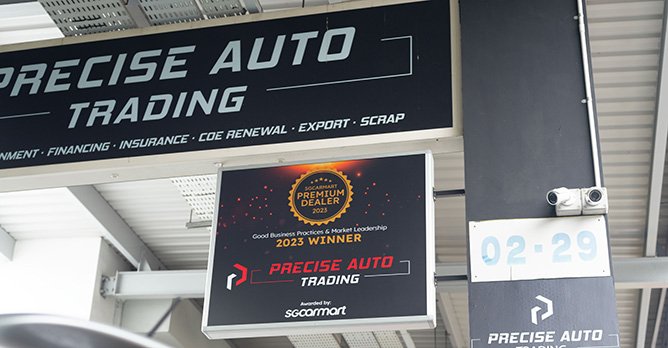 PRECISE AUTO
TRADING
FINANCING · INSURANCE · COE RENEWAL · EXPORT · SCRAP
SGCARMART
PREMIUM
DEALER
2023
Good Business Practices & Market Leadership
2023 WINNER
PRECISE AUTO
TRADING
Awarded by:
sgcarmart
02-29
PRECISE AUTO
TRADING